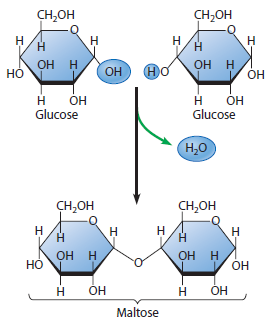 CH₂OH CH₂OH
O O
H H H H H H
OH H OH HO OH H
HO OH
H OH H OH
Glucose Glucose
H₂O
CH₂OH CH₂OH
O O
H H H H H H
OH H OH H
HO O OH
H OH H OH
Maltose